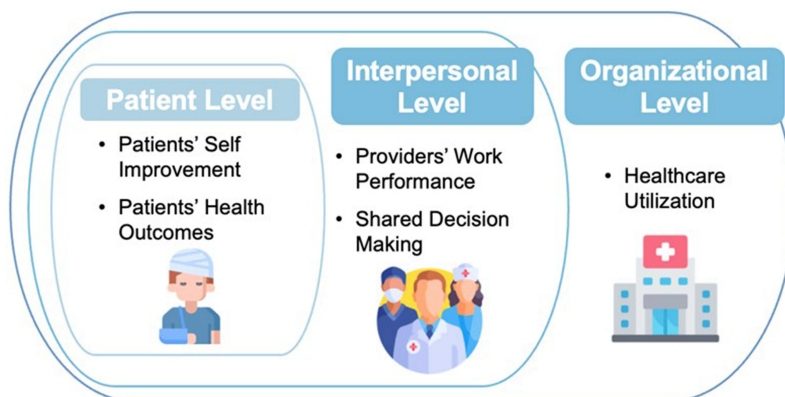 Patient Level
• Patients’ Self
Improvement
• Patients’ Health
Outcomes
Interpersonal
Level
• Providers’ Work
Performance
• Shared Decision
Making
Organizational
Level
• Healthcare
Utilization